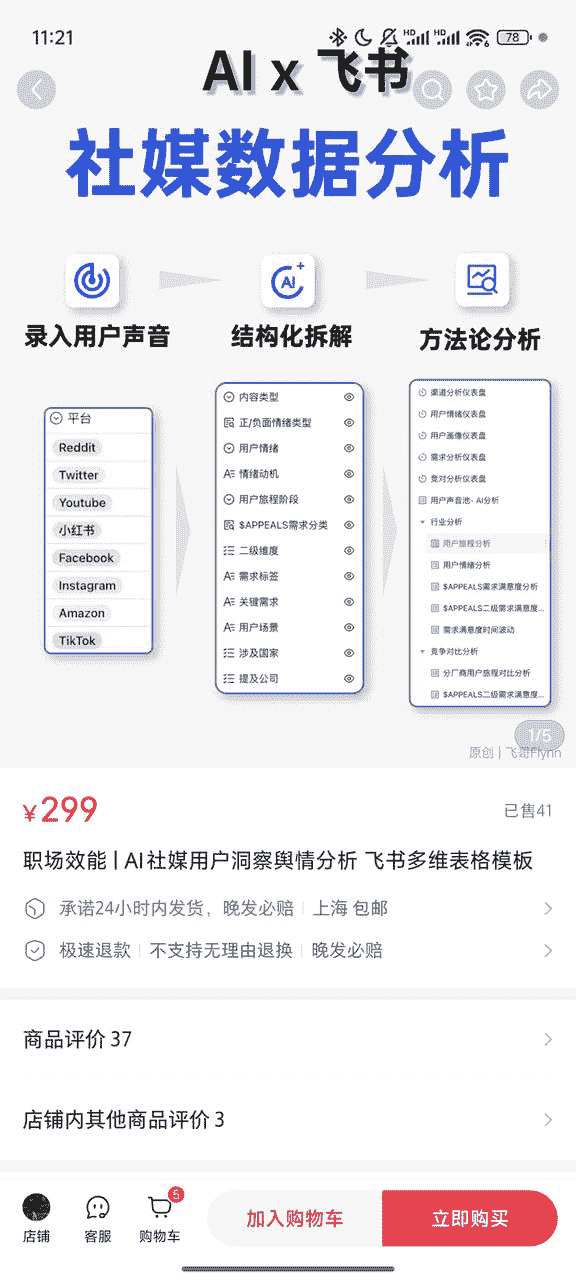 11:21
HD
HD
6
78
AI x 飞书
社媒数据分析
AI
录入用户声音
结构化拆解
方法论分析
平台
Reddit
Twitter
Youtube
小红书
Facebook
Instagram
Amazon
TikTok
内容类型
正/负面情绪类型
用户情绪
情绪动机
用户旅程阶段
$APPEALS需求分类
二级维度
需求标签
关键需求
用户场景
涉及国家
提及公司
渠道分析仪表盘
用户情绪仪表盘
用户画像仪表盘
需求分析仪表盘
竞对分析仪表盘
用户声音池- AI分析
行业分析
用户旅程分析
用户情绪分析
$APPEALS需求满意度分析
$APPEALS二级需求满意度...
需求满意度时间波动
竞争对比分析
分厂商用户旅程对比分析
$APPEALS二级需求满意度...
1/5
原创 | 飞哥Flynn
¥299
已售41
职场效能 | AI社媒用户洞察舆情分析 飞书多维表格模板
承诺24小时内发货，晚发必赔 | 上海 包邮
极速退款 | 不支持无理由退换 | 晚发必赔
商品评价 37
店铺内其他商品评价 3
5
店铺
客服
购物车
加入购物车
立即购买